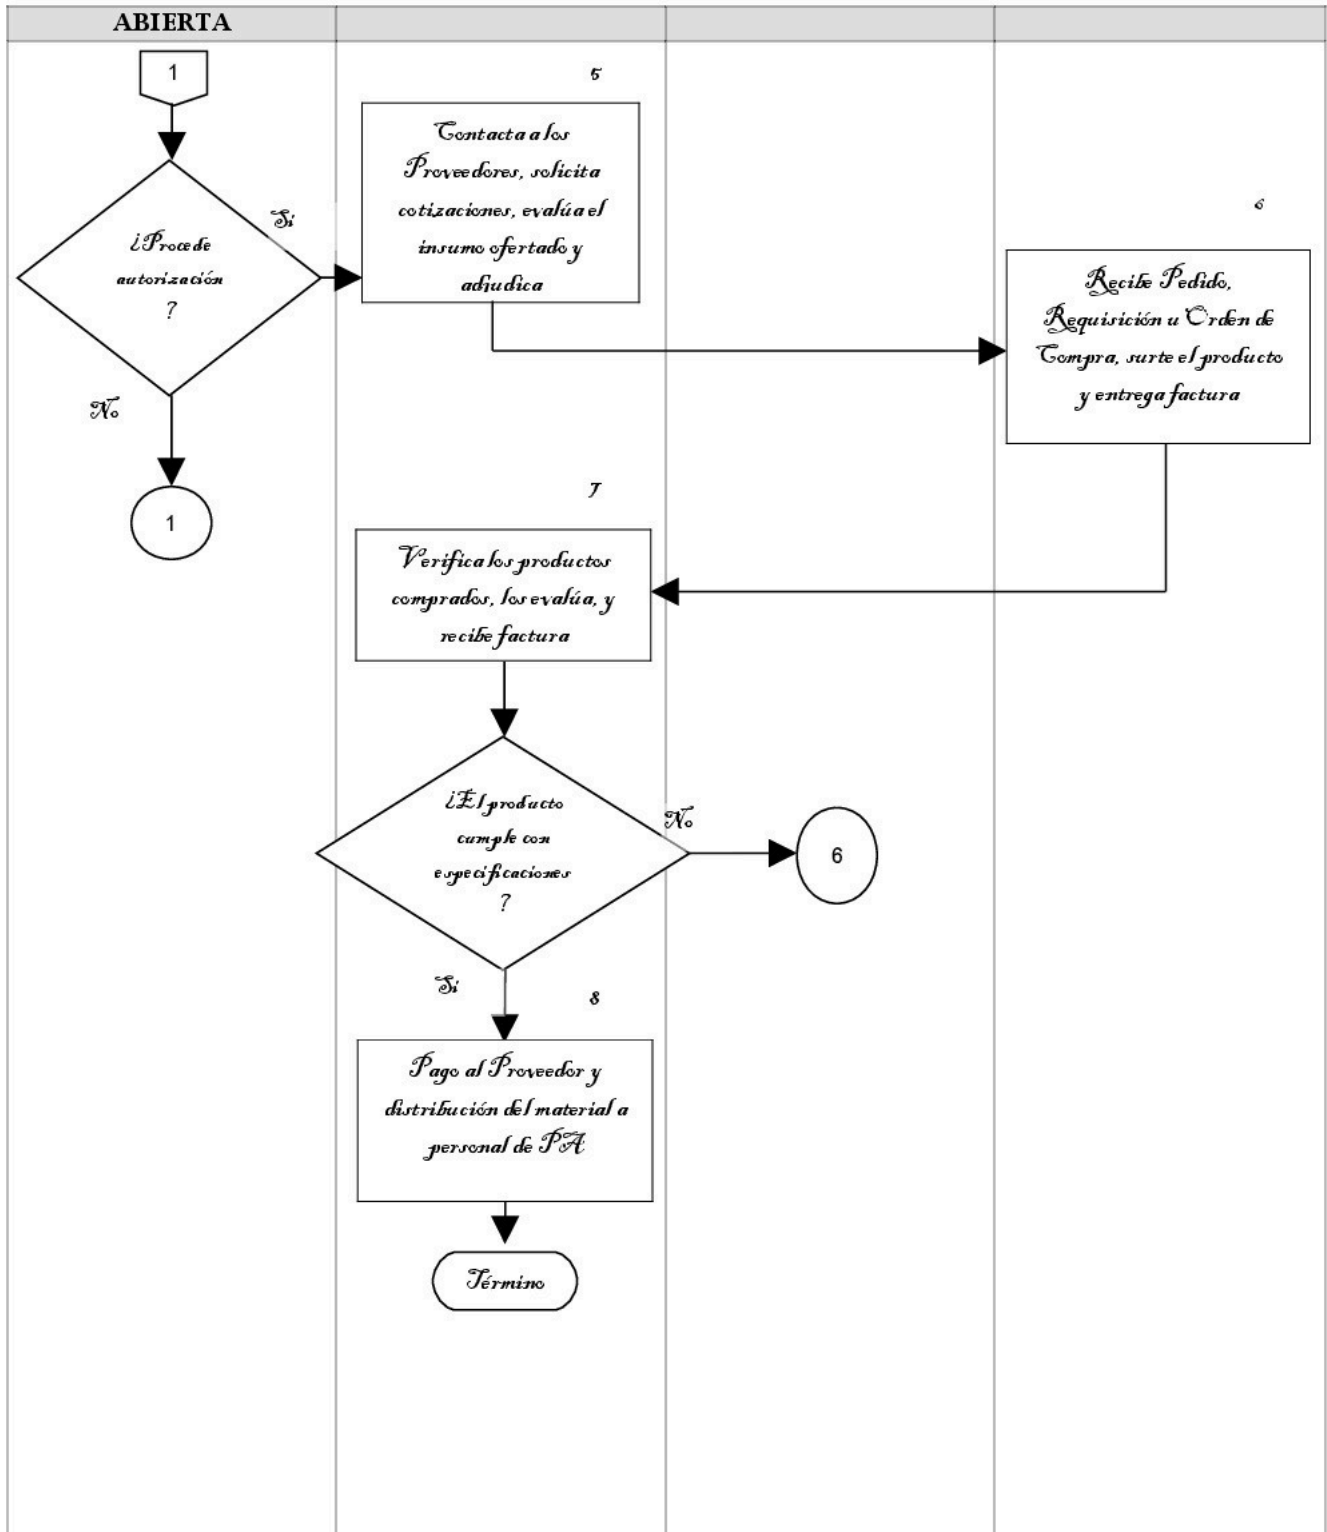 ABIERTA
1
¿Procede
autorización
?
Si
No
1
5
Contacta a los
Proveedores, solicita
cotizaciones, evalúa el
insumo ofertado y
adjudica
6
Recibe Pedido,
Requisición u Orden de
Compra, surte el producto
y entrega factura
7
Verifica los productos
comprados, los evalúa, y
recibe factura
¿El producto
cumple con
especificaciones
?
No
6
Si
8
Pago al Proveedor y
distribución del material a
personal de PA
Término